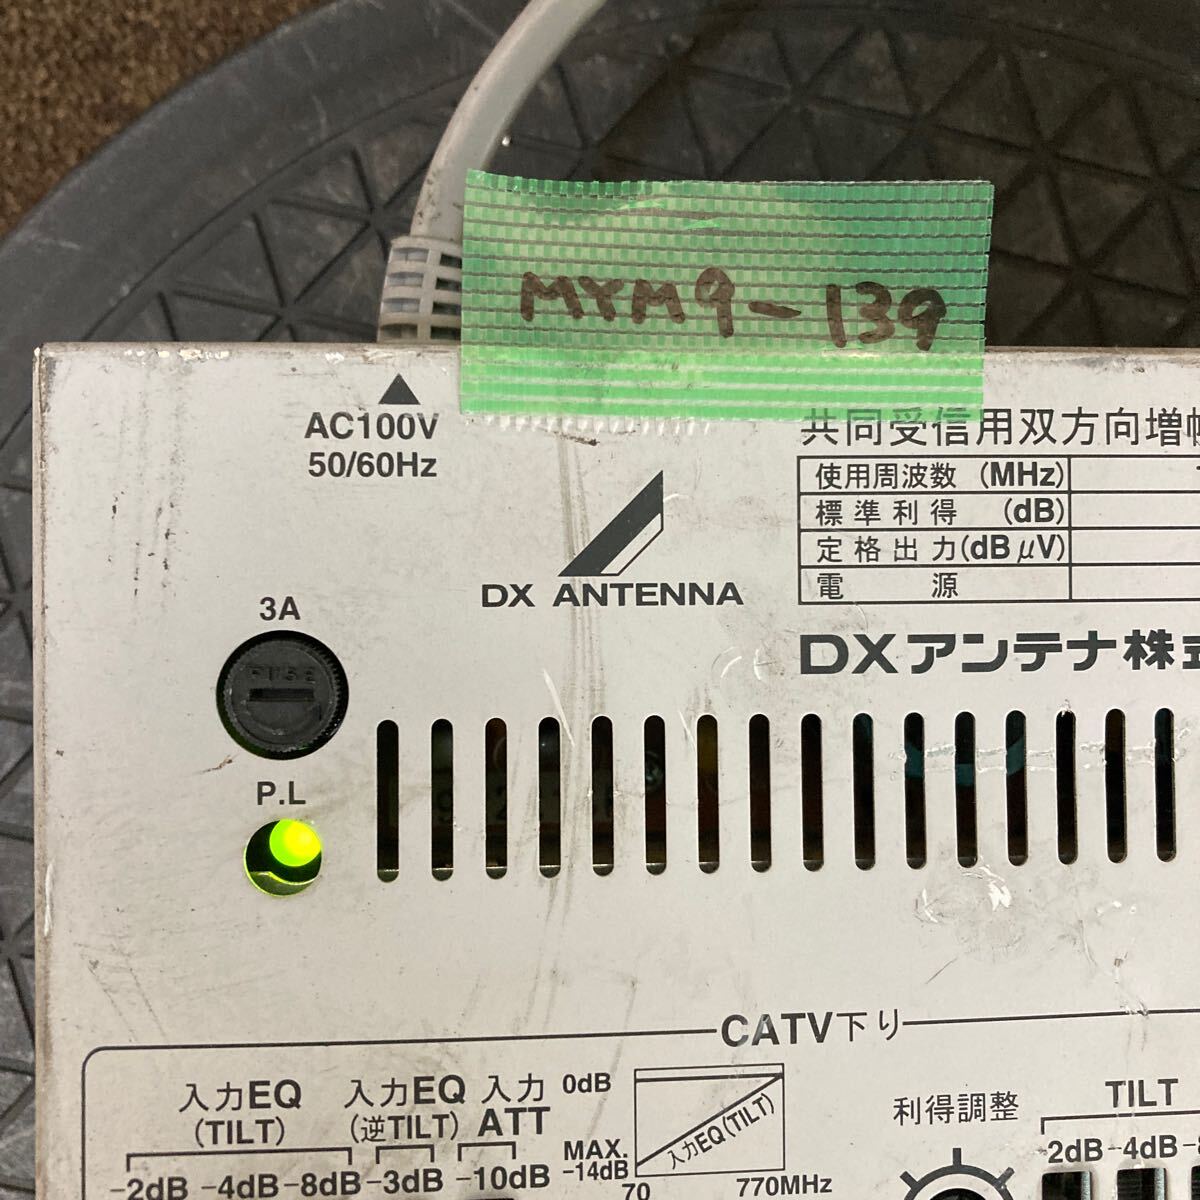 MYM9-139
AC100V
50/60Hz
共同受信用双方向増
使用周波数 (MHz)
標準利得 (dB)
定格出力(dBμV)
電源
DX ANTENNA
DXアンテナ株
3A
FUSE
P.L
CATV下り
入力EQ
(TILT)
入力EQ
(逆TILT)
入力
ATT
-2dB -4dB -8dB -3dB -10dB
0dB
MAX.
-14dB
入力EQ(TILT)
70 770MHz
利得調整
TILT
2dB -4dB